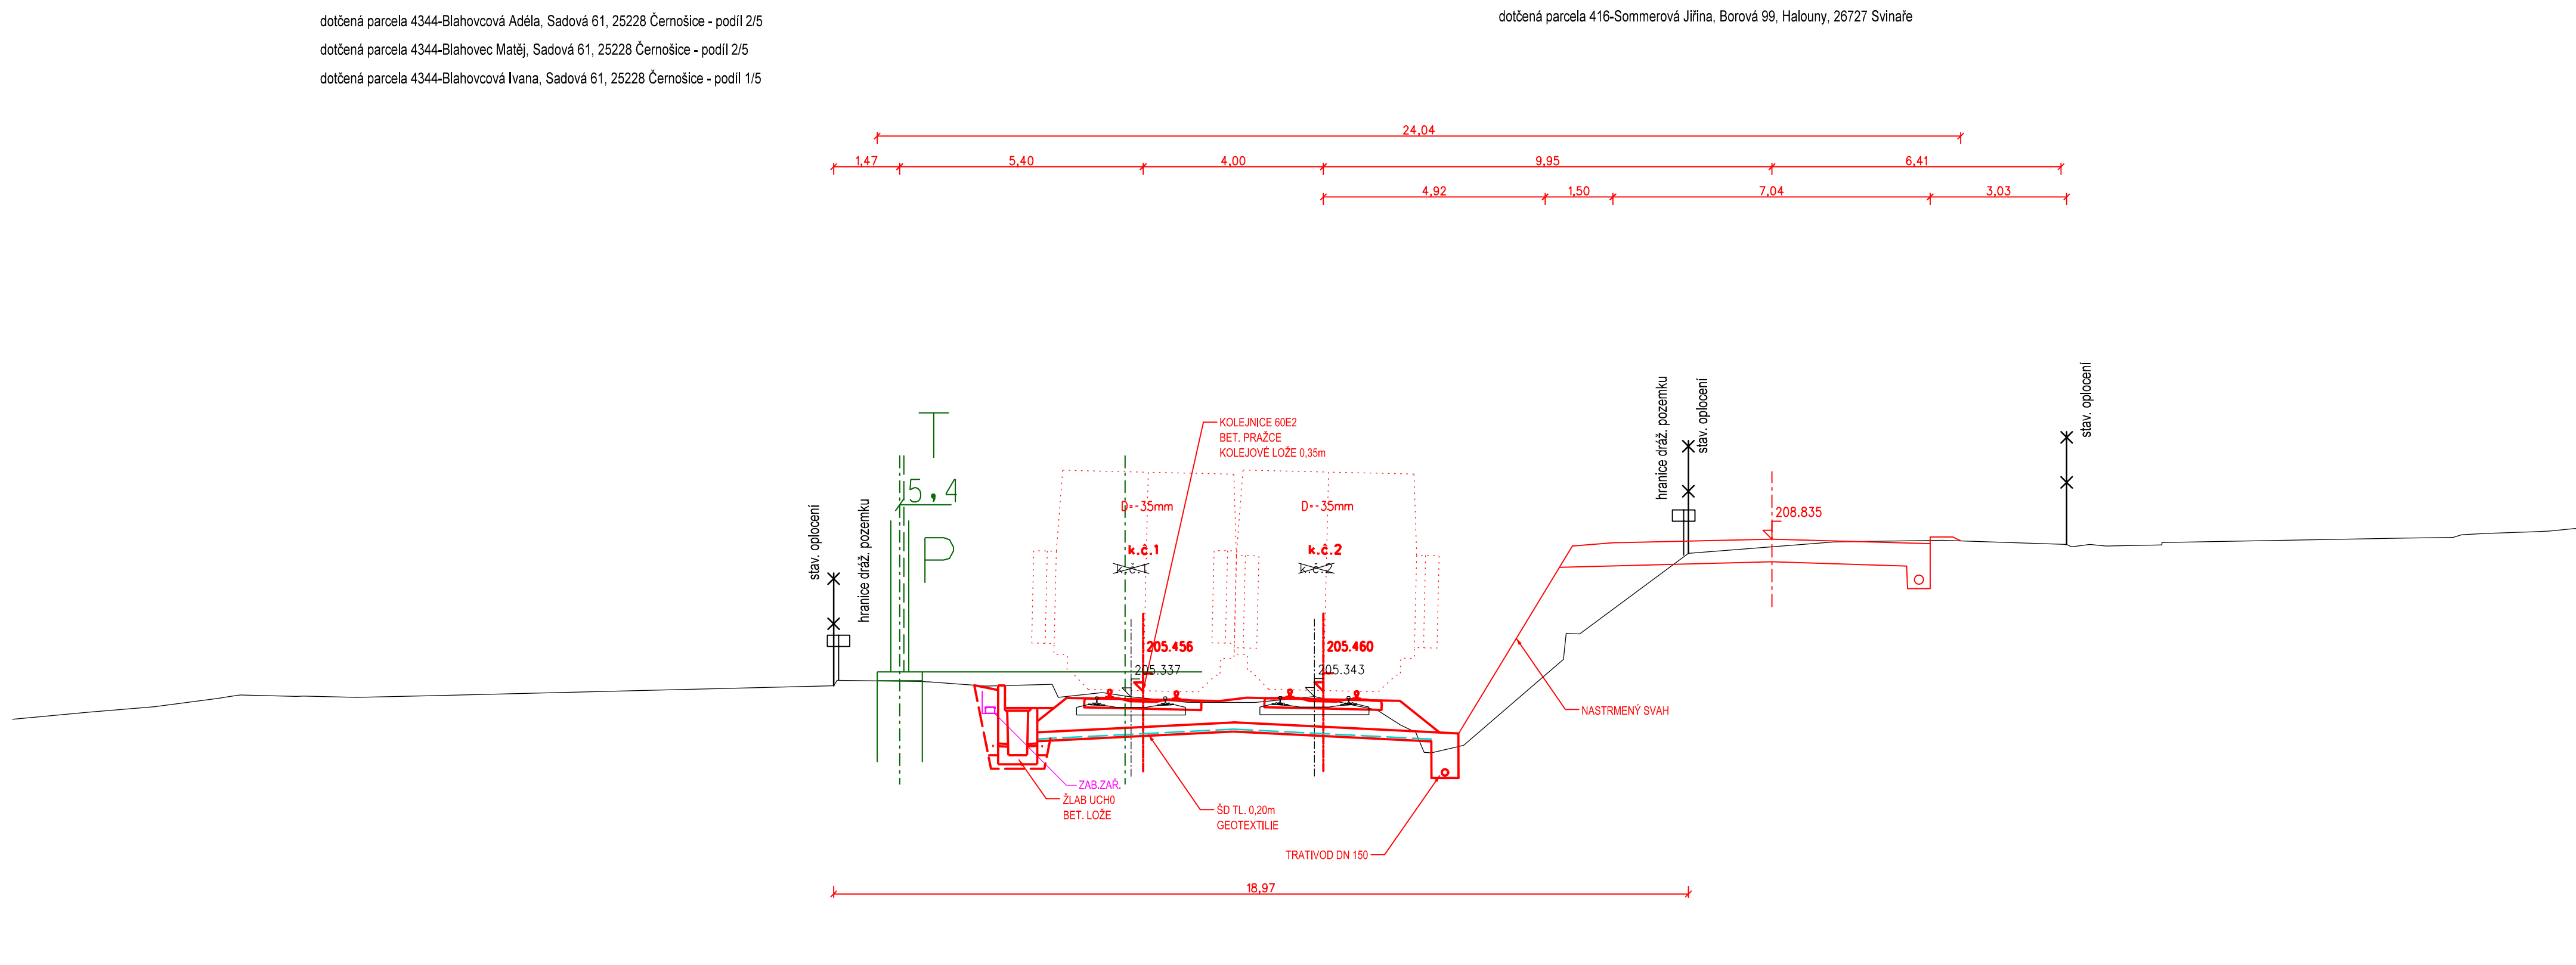 dotčená parcela 4344-Blahovcová Adéla, Sadová 61, 25228 Černošice - podíl 2/5
dotčená parcela 4344-Blahovec Matěj, Sadová 61, 25228 Černošice - podíl 2/5
dotčená parcela 4344-Blahovcová Ivana, Sadová 61, 25228 Černošice - podíl 1/5
dotčená parcela 416-Sommerová Jiřina, Borová 99, Halouny, 26727 Svinaře
24,04
1,47
5,40
4,00
9,95
6,41
4,92
1,50
7,04
3,03
stav. oplocení
hranice dráž. pozemku
T
5,4
P
KOLEJNICE 60E2
BET. PRAŽCE
KOLEJOVÉ LOŽE 0,35m
D=-35mm
D=-35mm
k.č.1
k.č.1
k.č.2
k.č.2
205.456
205.337
205.460
205.343
hranice dráž. pozemku
stav. oplocení
208.835
stav. oplocení
NASTRMENÝ SVAH
ZAB.ZAŘ.
ŽLAB UCH0
BET. LOŽE
ŠD TL. 0,20m
GEOTEXTILIE
TRATIVOD DN 150
18,97